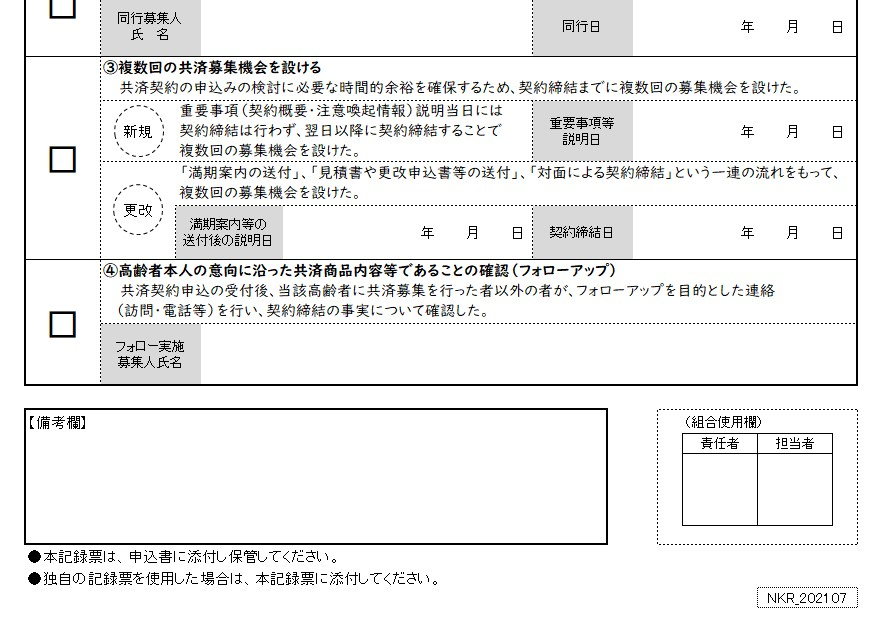 同行募集人
氏　名
同行日
年　月　日
③複数回の共済募集機会を設ける
共済契約の申込みの検討に必要な時間的余裕を確保するため、契約締結までに複数回の募集機会を設けた。
新規
重要事項（契約概要・注意喚起情報）説明当日には
契約締結は行わず、翌日以降に契約締結することで
複数回の募集機会を設けた。
重要事項等
説明日
年　月　日
更改
「満期案内の送付」、「見積書や更改申込書等の送付」、「対面による契約締結」という一連の流れをもって、
複数回の募集機会を設けた。
満期案内等の
送付後の説明日
年　月　日
契約締結日
年　月　日
④高齢者本人の意向に沿った共済商品内容等であることの確認（フォローアップ）
共済契約申込の受付後、当該高齢者に共済募集を行った者以外の者が、フォローアップを目的とした連絡
（訪問・電話等）を行い、契約締結の事実について確認した。
フォロー実施
募集人氏名
【備考欄】
（組合使用欄）
責任者　担当者
●本記録票は、申込書に添付し保管してください。
●独自の記録票を使用した場合は、本記録票に添付してください。
NKR_202107